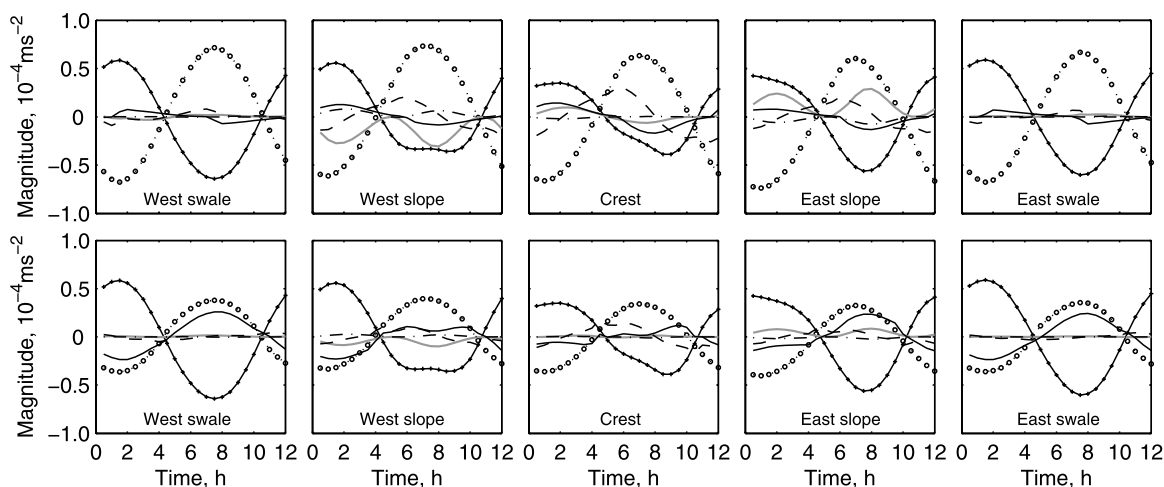 1.0
0.5
0
−0.5
−1.0
Magnitude, 10⁻⁴ms⁻²
West swale
West slope
Crest
East slope
East swale
1.0
0.5
0
−0.5
−1.0
Magnitude, 10⁻⁴ms⁻²
West swale
West slope
Crest
East slope
East swale
0 2 4 6 8 10 12 0 2 4 6 8 10 12 0 2 4 6 8 10 12 0 2 4 6 8 10 12 0 2 4 6 8 10 12
Time, h Time, h Time, h Time, h Time, h